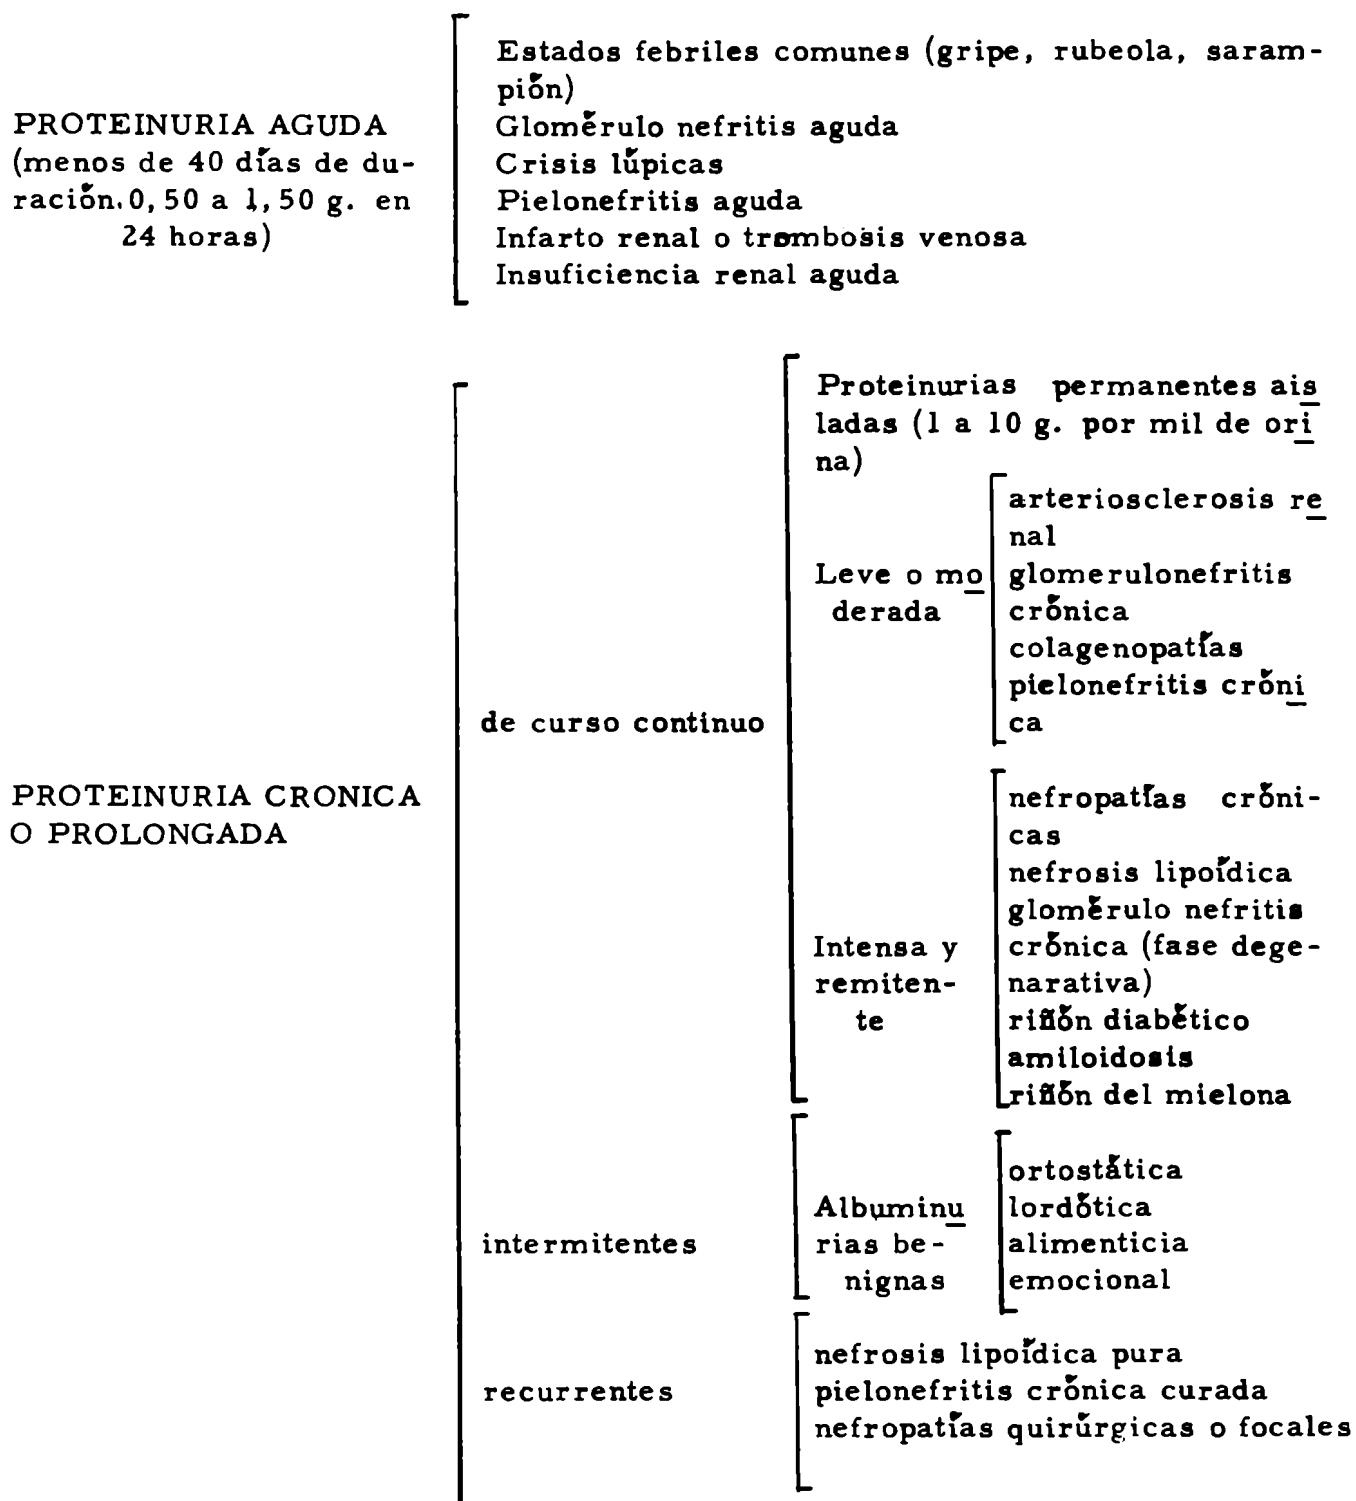 PROTEINURIA AGUDA
(menos de 40 días de du-
ración. 0,50 a 1,50 g. en
24 horas)
Estados febriles comunes (gripe, rubeola, saram-
pión)
Glomérulo nefritis aguda
Crisis lúpicas
Pielonefritis aguda
Infarto renal o trombosis venosa
Insuficiencia renal aguda
PROTEINURIA CRONICA
O PROLONGADA
de curso continuo
Proteinurias permanentes ais
ladas (1 a 10 g. por mil de ori
na)
Leve o mo
derada
arteriosclerosis re
nal
glomerulonefritis
crónica
colagenopatías
pielonefritis cróni
ca
Intensa y
remiten-
te
nefropatías cróni-
cas
nefrosis lipoídica
glomérulo nefritis
crónica (fase dege-
narativa)
riñón diabético
amiloidosis
riñón del mielona
intermitentes
Albuminu
rias be-
nignas
ortostática
lordótica
alimenticia
emocional
recurrentes
nefrosis lipoídica pura
pielonefritis crónica curada
nefropatías quirúrgicas o focales